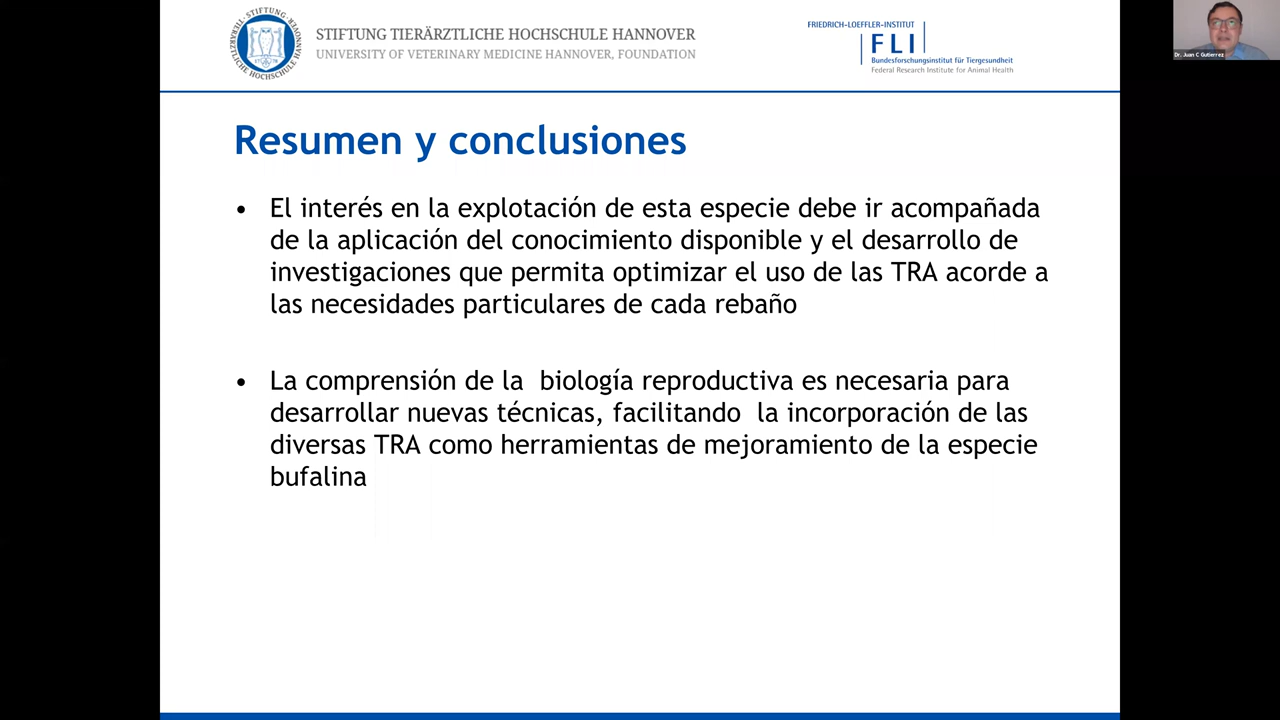 STIFTUNG TIERÄRZTLICHE HOCHSCHULE HANNOVER
UNIVERSITY OF VETERINARY MEDICINE HANNOVER, FOUNDATION
FRIEDRICH-LOEFFLER-INSTITUT
FLI
Bundesforschungsinstitut für Tiergesundheit
Federal Research Institute for Animal Health
Dr. Juan C Gutierrez
Resumen y conclusiones
• El interés en la explotación de esta especie debe ir acompañada
de la aplicación del conocimiento disponible y el desarrollo de
investigaciones que permita optimizar el uso de las TRA acorde a
las necesidades particulares de cada rebaño
• La comprensión de la  biología reproductiva es necesaria para
desarrollar nuevas técnicas, facilitando  la incorporación de las
diversas TRA como herramientas de mejoramiento de la especie
bufalina